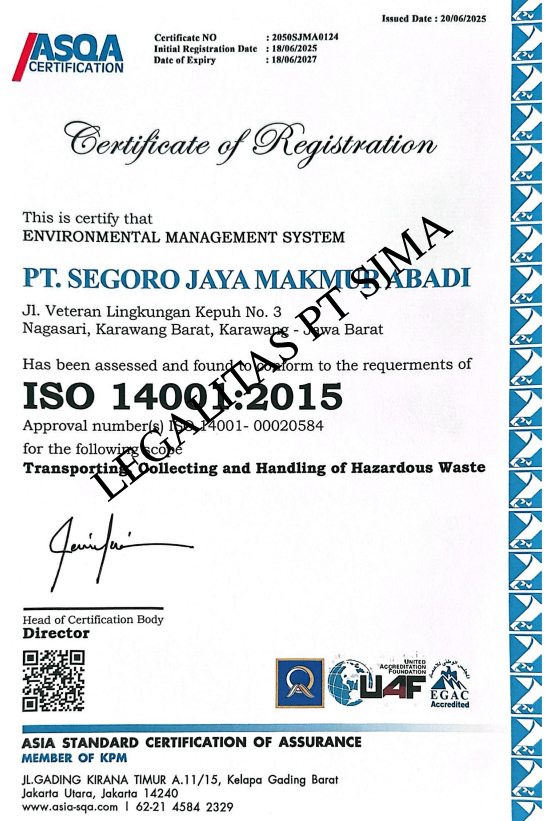 Issued Date : 20/06/2025
ASQA
CERTIFICATION
Certificate NO : 2050SJMA0124
Initial Registration Date : 18/06/2025
Date of Expiry : 18/06/2027
Certificate of Registration
This is certify that
ENVIRONMENTAL MANAGEMENT SYSTEM
PT. SEGORO JAYA MAKMUR ABADI
Jl. Veteran Lingkungan Kepuh No. 3
Nagasari, Karawang Barat, Karawang - Jawa Barat
Has been assessed and found to conform to the requerments of
ISO 14001:2015
Approval number(s) ISO 14001- 00020584
for the following scope
Transporting, Collecting and Handling of Hazardous Waste
LEGALITAS PT SIMA
Head of Certification Body
Director
UNITED
ACCREDITATION
FOUNDATION
UAF
EGAC
Accredited
ASIA STANDARD CERTIFICATION OF ASSURANCE
MEMBER OF KPM
JL.GADING KIRANA TIMUR A.11/15, Kelapa Gading Barat
Jakarta Utara, Jakarta 14240
www.asia-sqa.com | 62-21 4584 2329